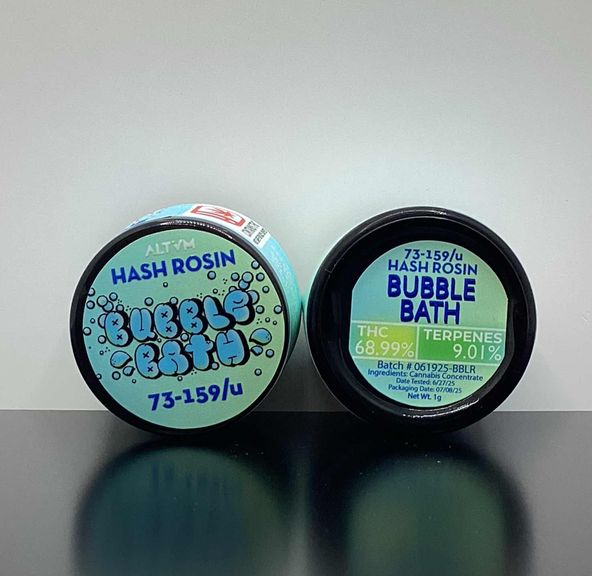 ALTVM
HASH ROSIN
BUBBLE
BATH
73-159/u
73-159/u
HASH ROSIN
BUBBLE
BATH
THC
68.99%
TERPENES
9.01%
Batch # 061925-BBLR
Ingredients: Cannabis Concentrate
Date Tested: 6/27/25
Packaging Date: 07/08/25
Net Wt. 1g